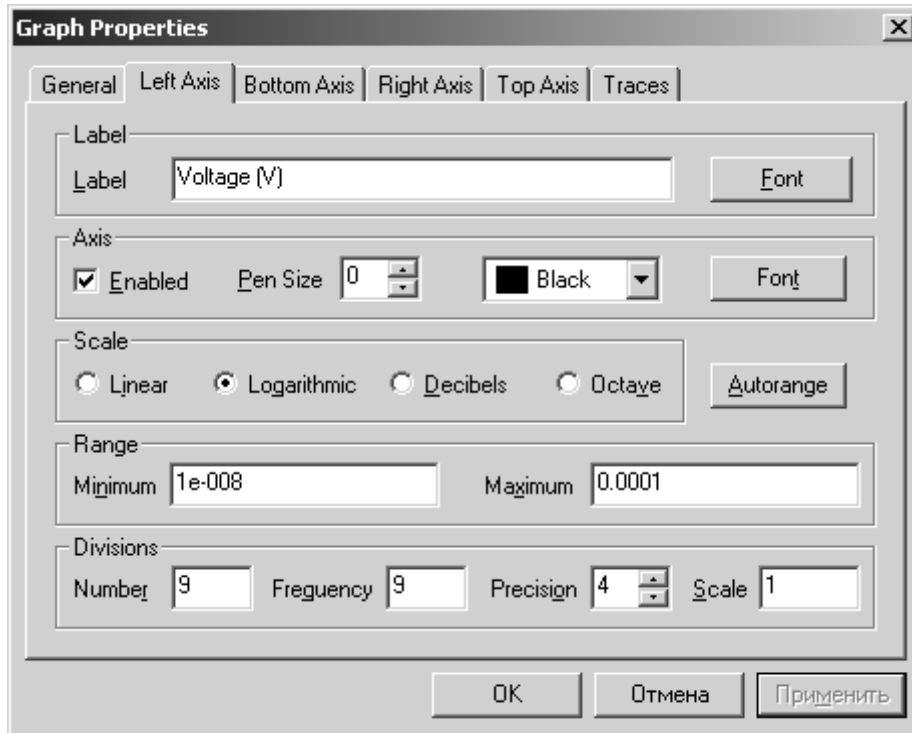 Graph Properties
General Left Axis Bottom Axis Right Axis Top Axis Traces
Label
Label Voltage (V) Font
Axis
Enabled Pen Size 0 Black Font
Scale
Linear Logarithmic Decibels Octave Autorange
Range
Minimum 1e-008 Maximum 0.0001
Divisions
Number 9 Freguency 9 Precision 4 Scale 1
OK Отмена Применить